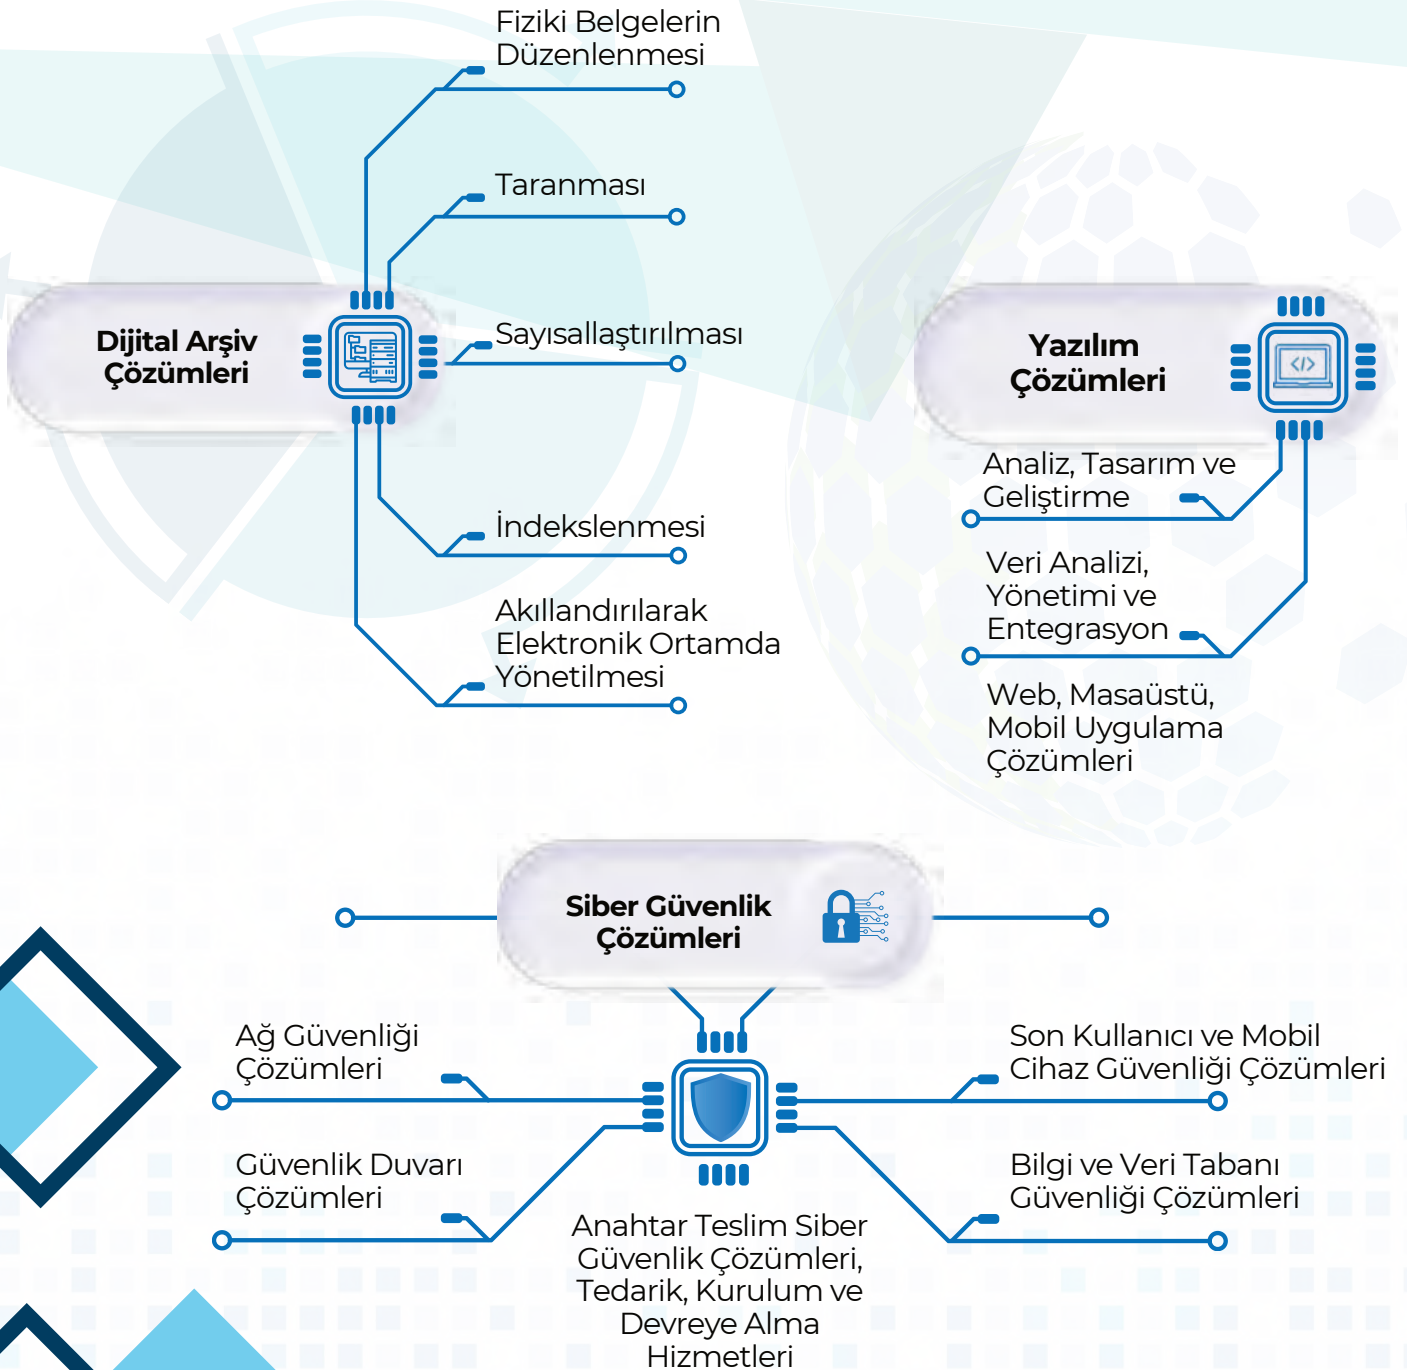 Fiziki Belgelerin
Düzenlenmesi
Taranması
Dijital Arşiv
Çözümleri
Sayısallaştırılması
İndekslenmesi
Akıllandırılarak
Elektronik Ortamda
Yönetilmesi
Yazılım
Çözümleri
</>
Analiz, Tasarım ve
Geliştirme
Veri Analizi,
Yönetimi ve
Entegrasyon
Web, Masaüstü,
Mobil Uygulama
Çözümleri
Siber Güvenlik
Çözümleri
Ağ Güvenliği
Çözümleri
Güvenlik Duvarı
Çözümleri
Son Kullanıcı ve Mobil
Cihaz Güvenliği Çözümleri
Bilgi ve Veri Tabanı
Güvenliği Çözümleri
Anahtar Teslim Siber
Güvenlik Çözümleri,
Tedarik, Kurulum ve
Devreye Alma
Hizmetleri